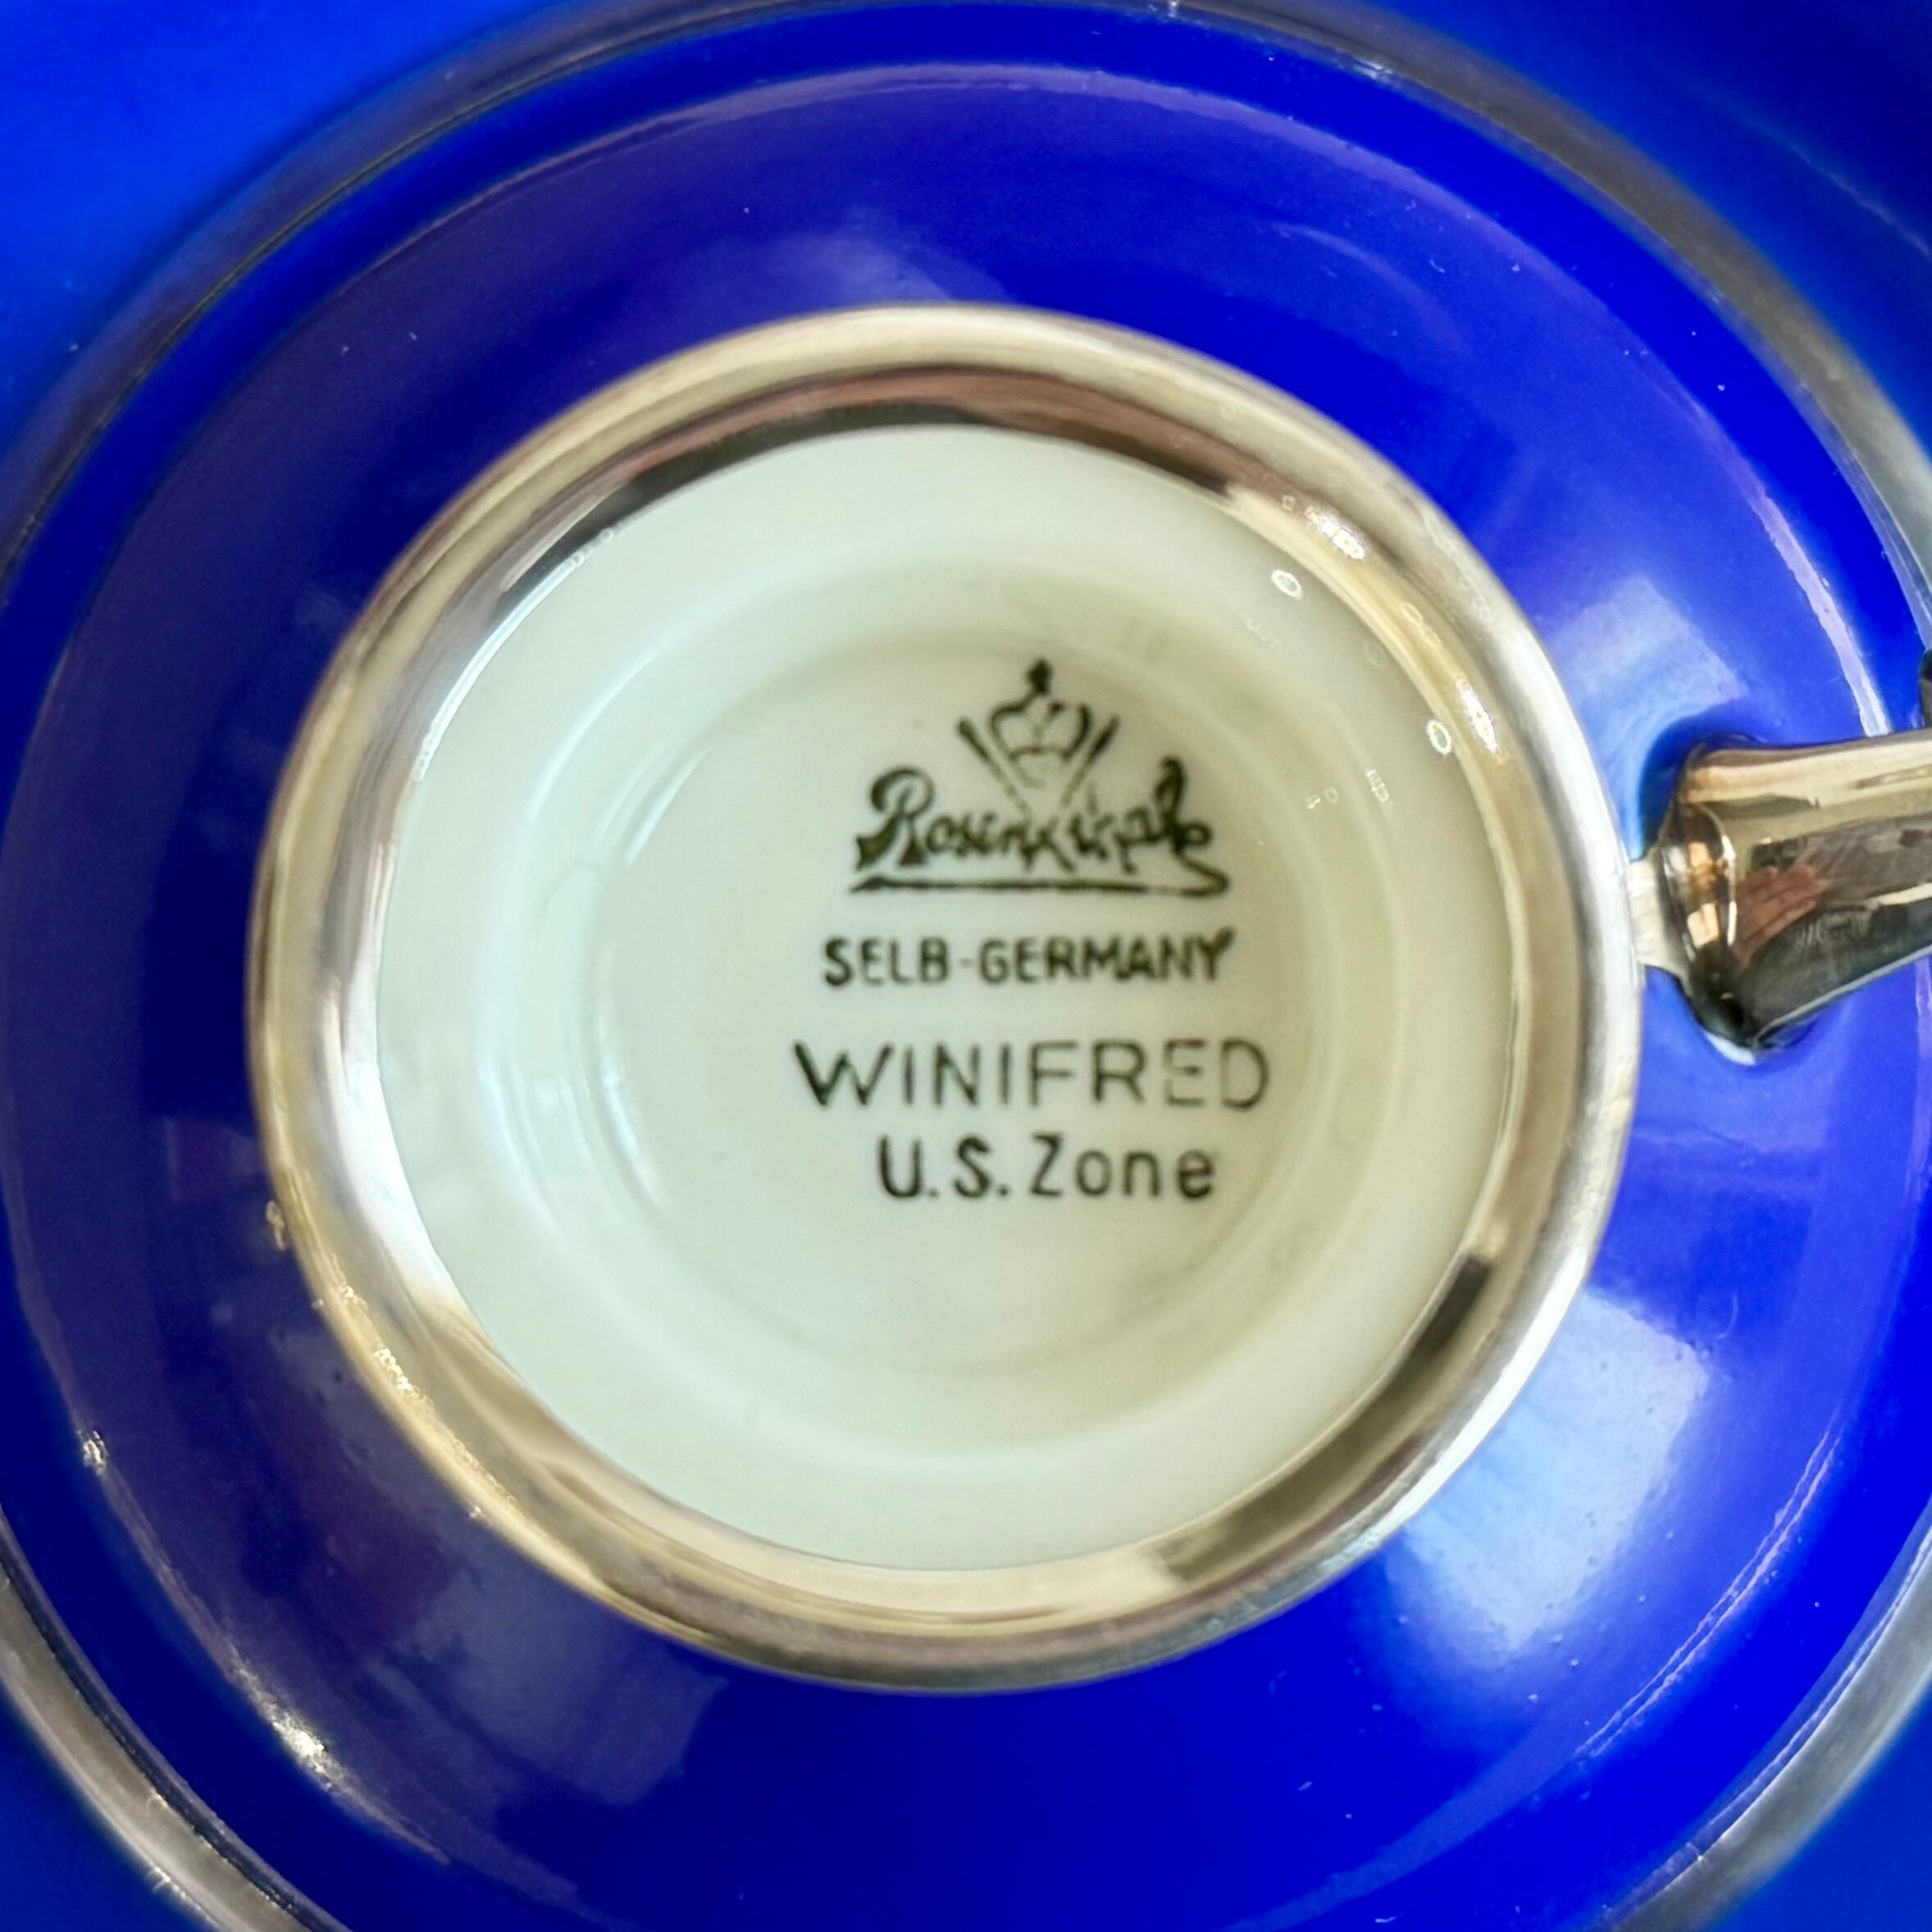 Rosenthal
SELB-GERMANY
WINIFRED
U.S. Zone